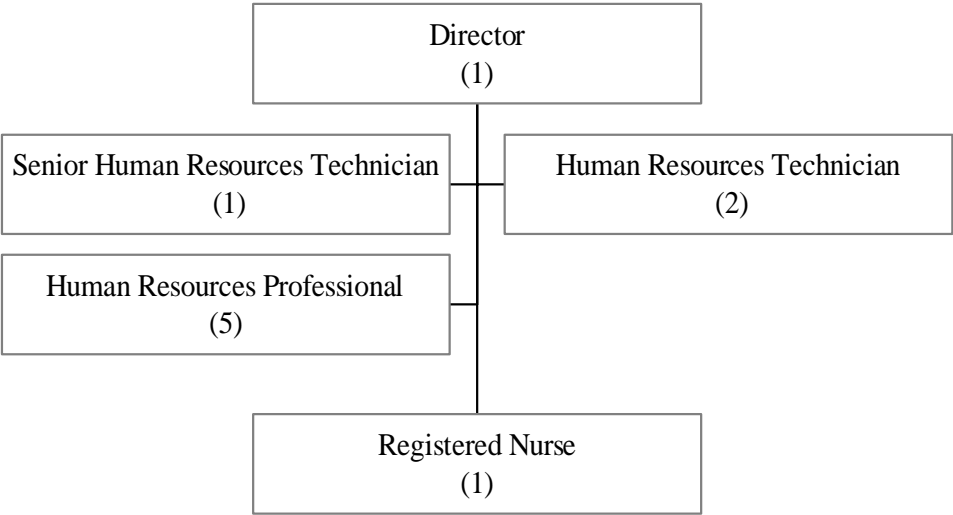 Director
(1)
Senior Human Resources Technician
(1)
Human Resources Technician
(2)
Human Resources Professional
(5)
Registered Nurse
(1)